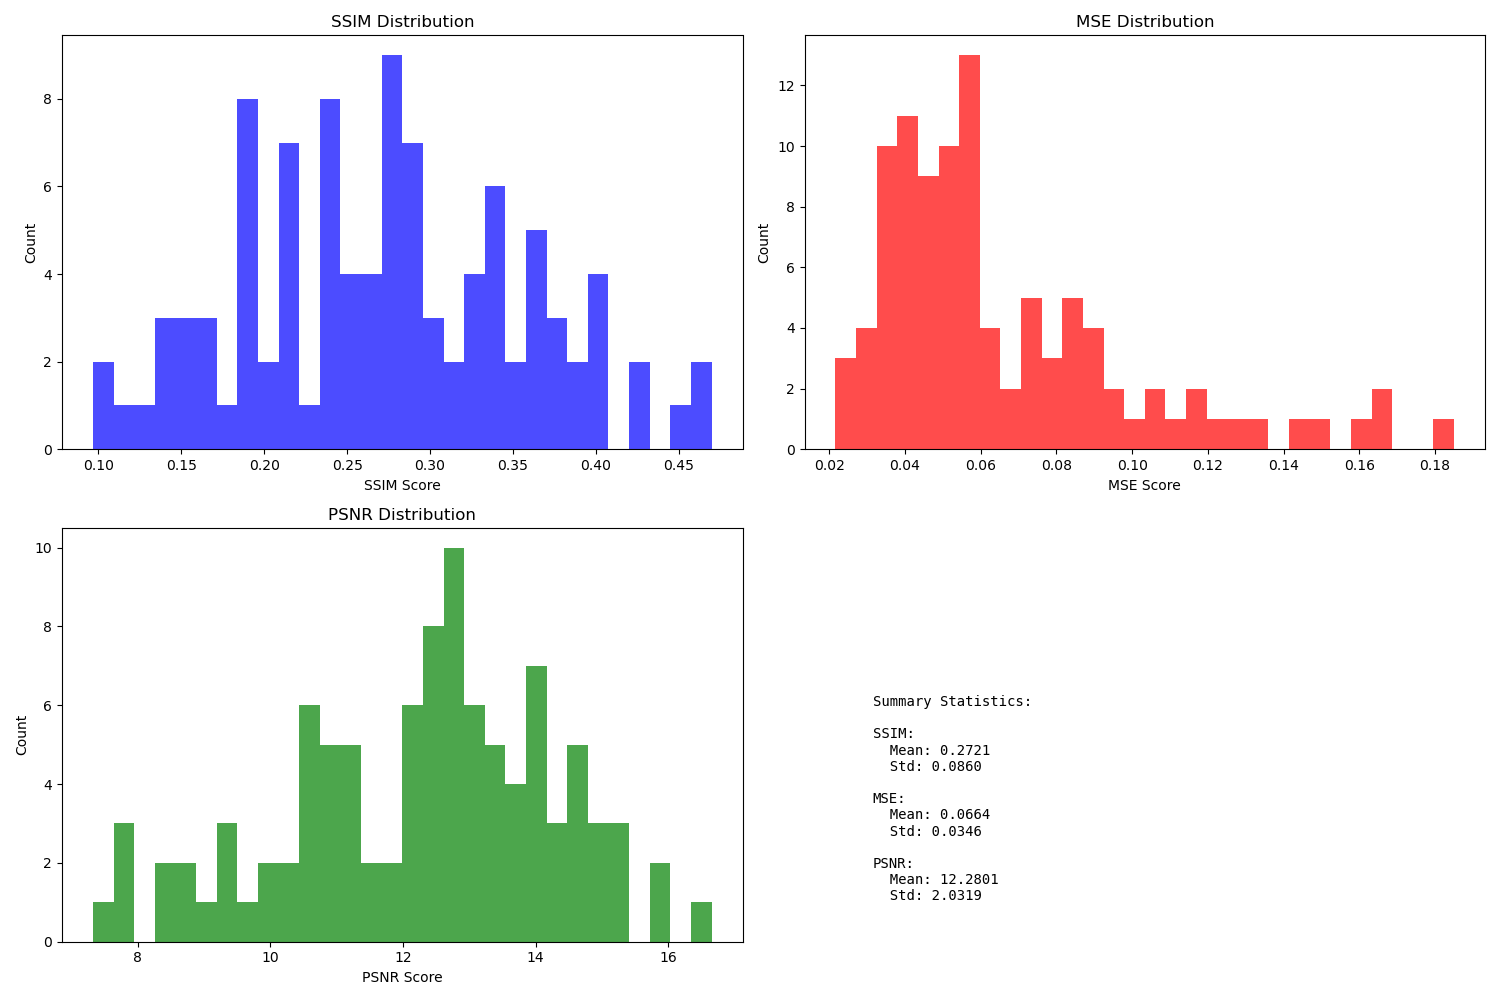 SSIM Distribution
Count
0
2
4
6
8
0.10 0.15 0.20 0.25 0.30 0.35 0.40 0.45
SSIM Score
MSE Distribution
Count
0
2
4
6
8
10
12
0.02 0.04 0.06 0.08 0.10 0.12 0.14 0.16 0.18
MSE Score
PSNR Distribution
Count
0
2
4
6
8
10
8 10 12 14 16
PSNR Score
Summary Statistics:
SSIM:
Mean: 0.2721
Std: 0.0860
MSE:
Mean: 0.0664
Std: 0.0346
PSNR:
Mean: 12.2801
Std: 2.0319